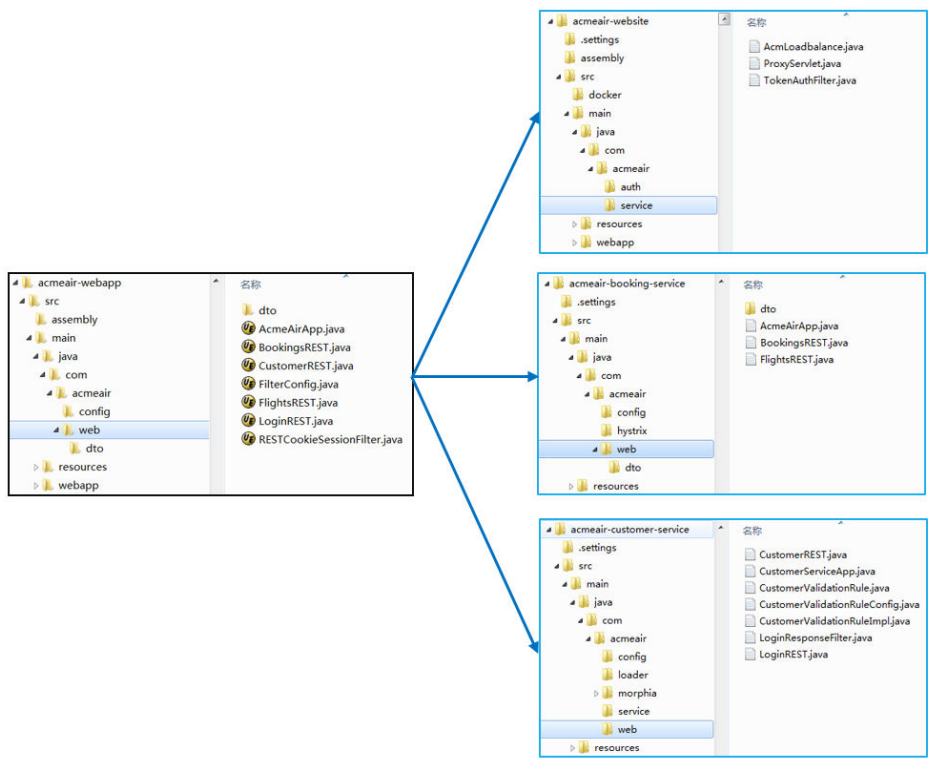 acmeair-webapp
src
assembly
main
java
com
acmeair
config
web
dto
resources
webapp
名称
dto
AcmeAirApp.java
BookingsREST.java
CustomerREST.java
FilterConfig.java
FlightsREST.java
LoginREST.java
RESTCookieSessionFilter.java
acmeair-website
.settings
assembly
src
docker
main
java
com
acmeair
auth
service
resources
webapp
名称
AcmLoadbalance.java
ProxyServlet.java
TokenAuthFilter.java
acmeair-booking-service
.settings
src
main
java
com
acmeair
config
hystrix
web
dto
resources
名称
dto
AcmeAirApp.java
BookingsREST.java
FlightsREST.java
acmeair-customer-service
.settings
src
main
java
com
acmeair
config
loader
morphia
service
web
resources
名称
CustomerREST.java
CustomerServiceApp.java
CustomerValidationRule.java
CustomerValidationRuleConfig.java
CustomerValidationRuleImpl.java
LoginResponseFilter.java
LoginREST.java